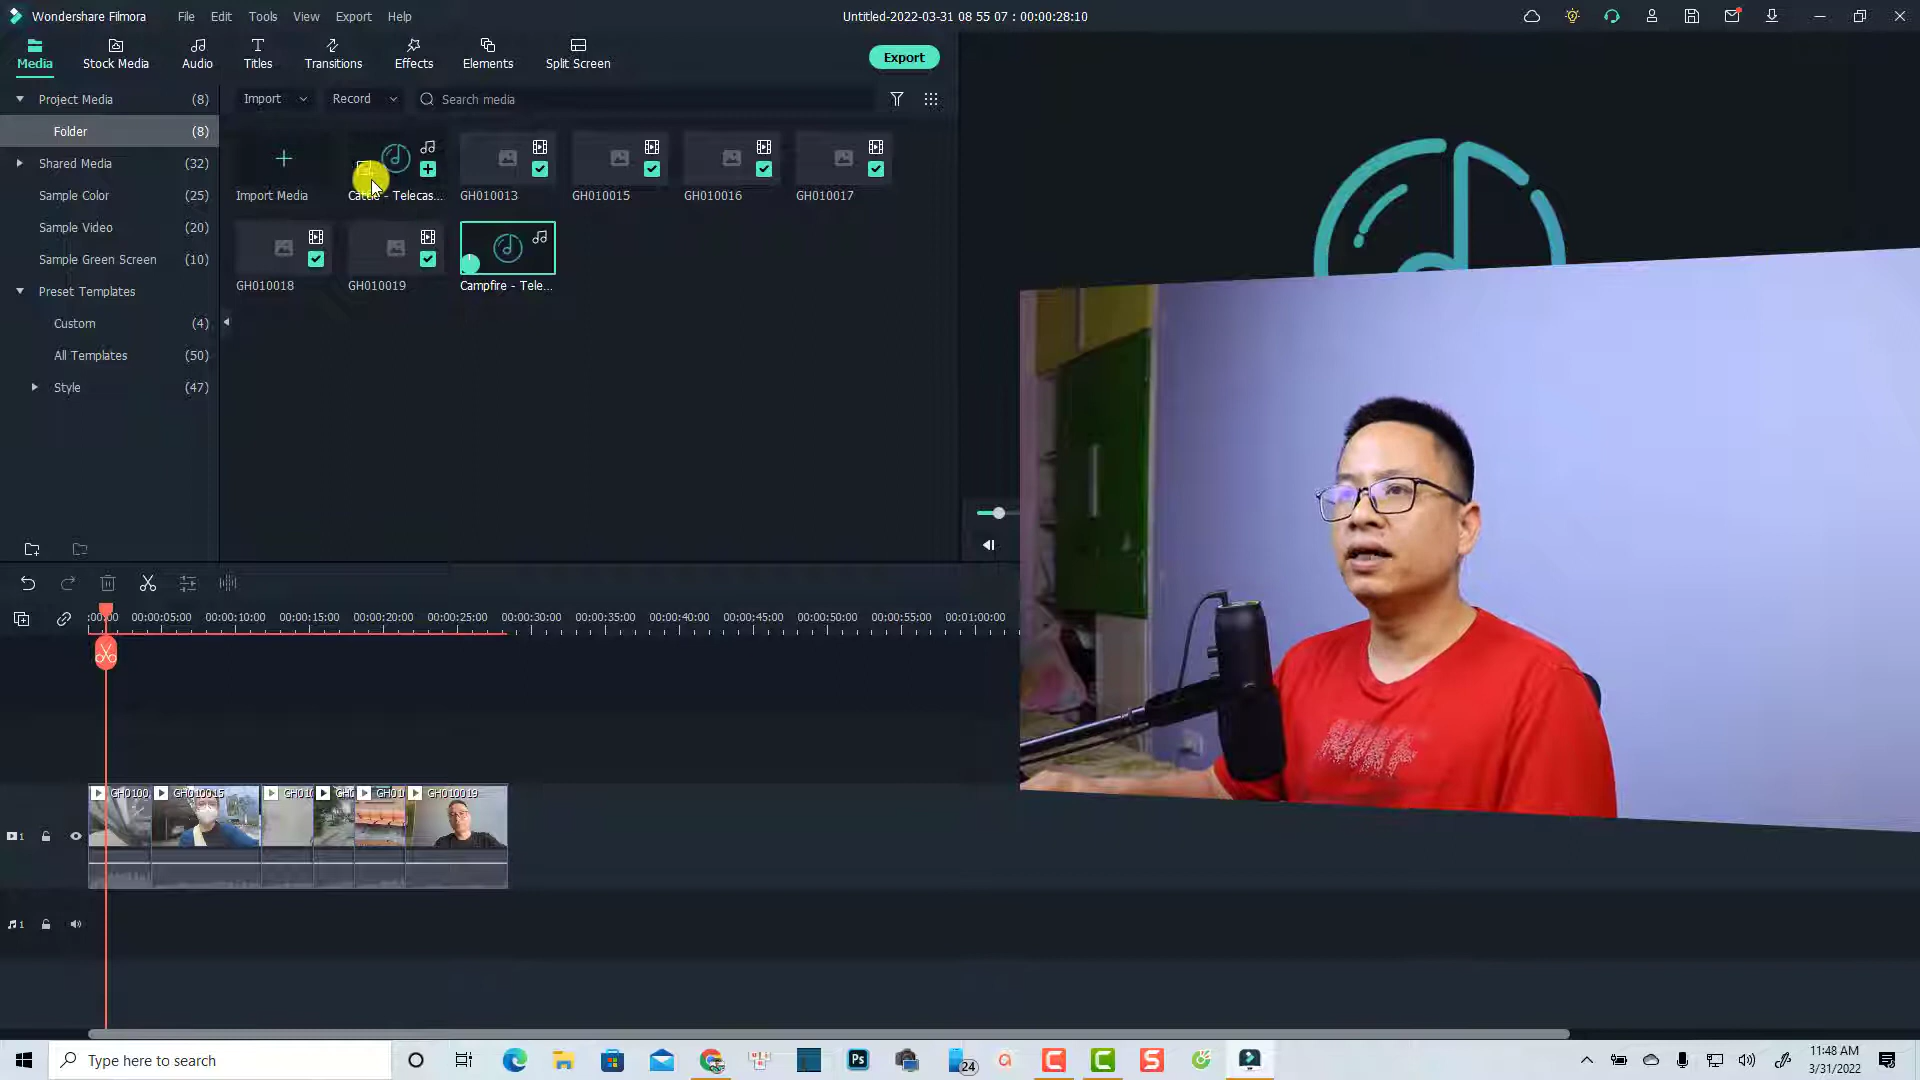 Wondershare Filmora File Edit Tools View Export Help Untitled-2022-03-31 08 55 07 : 00:00:28:10
Media Stock Media Audio Titles Transitions Effects Elements Split Screen Export
Project Media (8) Import Record Search media
Folder (8)
Shared Media (32)
Sample Color (25)
Sample Video (20)
Sample Green Screen (10)
Preset Templates
Custom (4)
All Templates (50)
Style (47)
Import Media Cattle - Telecas... GH010013 GH010015 GH010016 GH010017
GH010018 GH010019 Campfire - Tele...
:00:00 00:00:05:00 00:00:10:00 00:00:15:00 00:00:20:00 00:00:25:00 00:00:30:00 00:00:35:00 00:00:40:00 00:00:45:00 00:00:50:00 00:00:55:00 00:01:00:00
GH0100 GH010015 GH010 GH0 GH01 GH010019
1
1
Type here to search
Ps
24
11:48 AM
3/31/2022